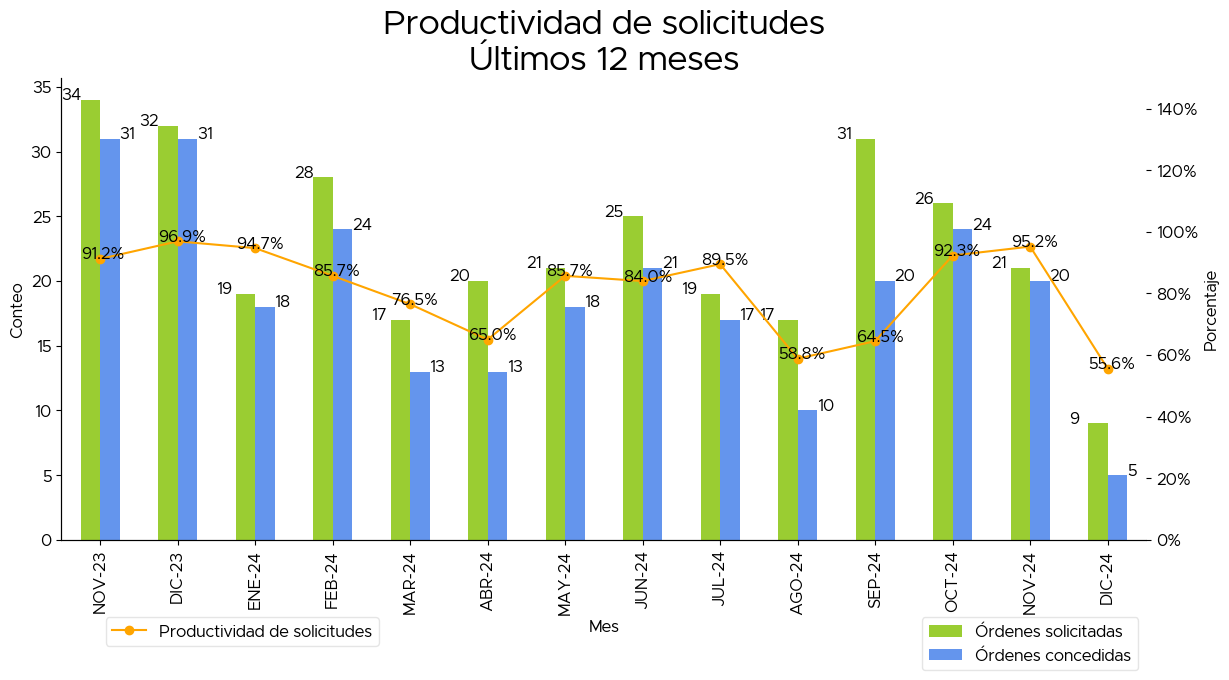 Productividad de solicitudes
Últimos 12 meses
Conteo
35
30
25
20
15
10
5
0
140%
120%
100%
80%
60%
40%
20%
0%
Porcentaje
34 31 32 31 19 18 28 24 17 13 20 13 21 18 25 21 19 17 17 10 31 20 26 24 21 20 9 5
91.2% 96.9% 94.7% 85.7% 76.5% 65.0% 85.7% 84.0% 89.5% 58.8% 64.5% 92.3% 95.2% 55.6%
NOV-23 DIC-23 ENE-24 FEB-24 MAR-24 ABR-24 MAY-24 JUN-24 JUL-24 AGO-24 SEP-24 OCT-24 NOV-24 DIC-24
Mes
Productividad de solicitudes
Órdenes solicitadas
Órdenes concedidas